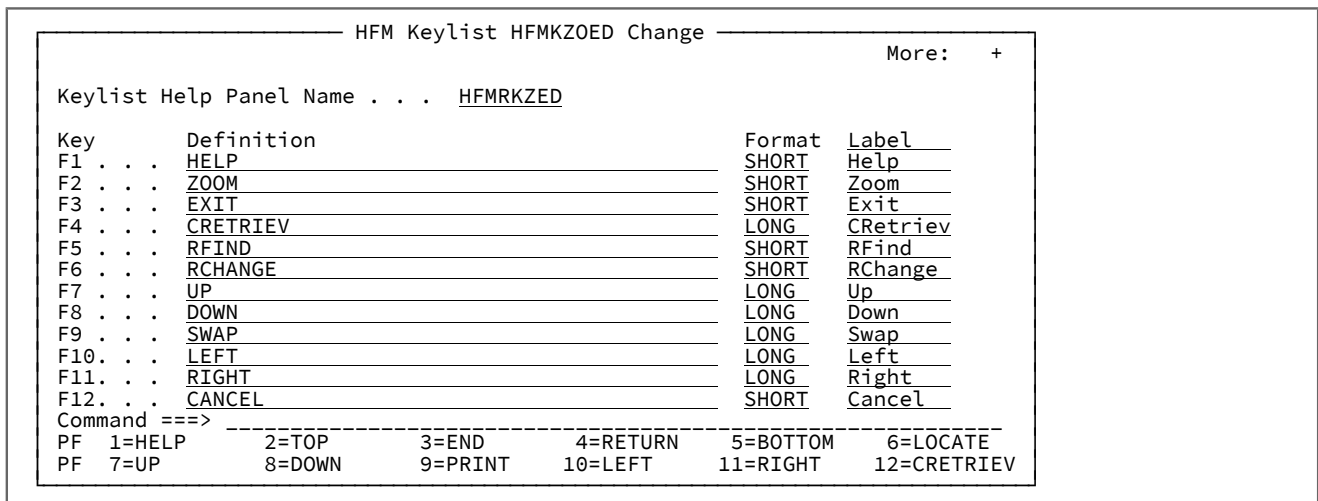 HFM Keylist HFMKZOED Change
More: +
Keylist Help Panel Name . . . HFMRKZED
Key Definition Format Label
F1 . . . HELP SHORT Help
F2 . . . ZOOM SHORT Zoom
F3 . . . EXIT SHORT Exit
F4 . . . CRETRIEV LONG CRetriev
F5 . . . RFIND SHORT RFind
F6 . . . RCHANGE SHORT RChange
F7 . . . UP LONG Up
F8 . . . DOWN LONG Down
F9 . . . SWAP LONG Swap
F10. . . LEFT LONG Left
F11. . . RIGHT LONG Right
F12. . . CANCEL SHORT Cancel
Command ===>
PF 1=HELP 2=TOP 3=END 4=RETURN 5=BOTTOM 6=LOCATE
PF 7=UP 8=DOWN 9=PRINT 10=LEFT 11=RIGHT 12=CRETRIEV